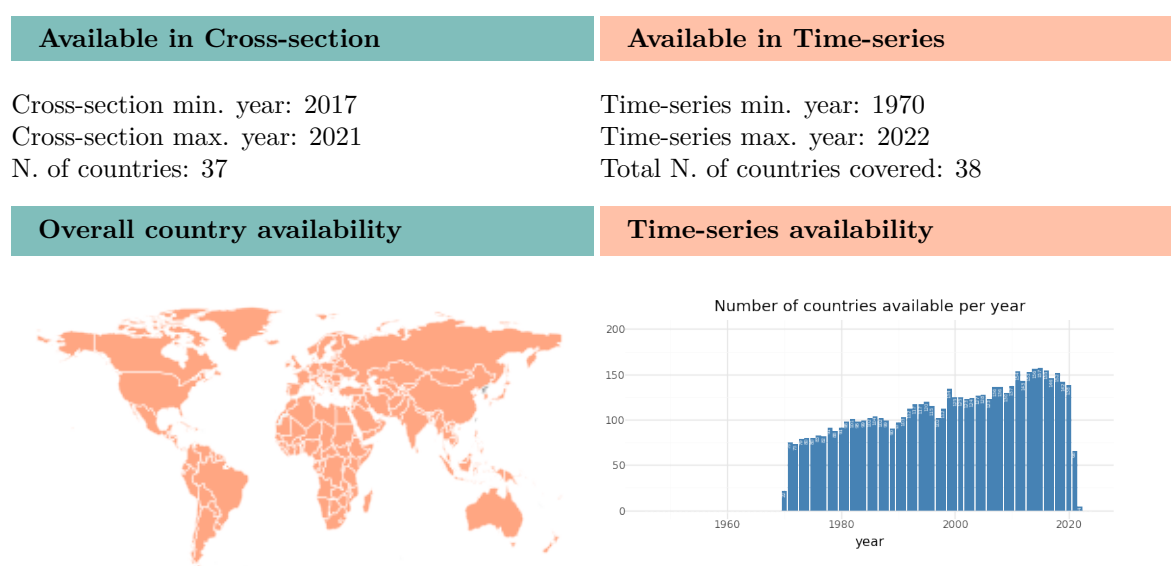 Available in Cross-section
Available in Time-series
Cross-section min. year: 2017
Cross-section max. year: 2021
N. of countries: 37
Time-series min. year: 1970
Time-series max. year: 2022
Total N. of countries covered: 38
Overall country availability
Time-series availability
Number of countries available per year
200
150
100
50
0
1960 1980 2000 2020
year